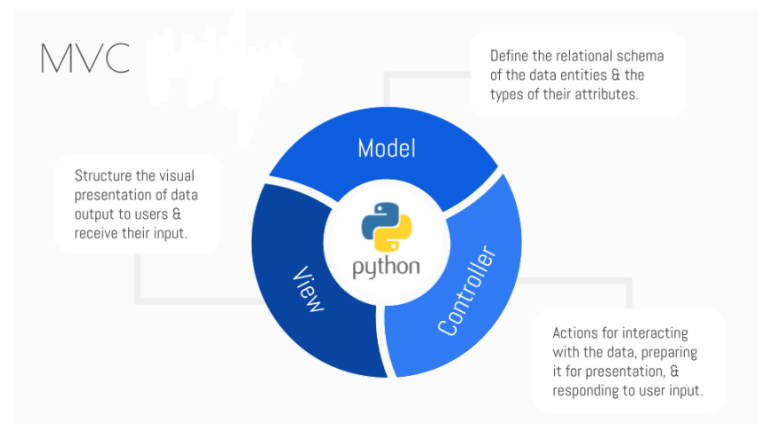 MVC
Define the relational schema
of the data entities & the
types of their attributes.
Model
Structure the visual
presentation of data
output to users &
receive their input.
python
View
Controller
Actions for interacting
with the data, preparing
it for presentation, &
responding to user input.